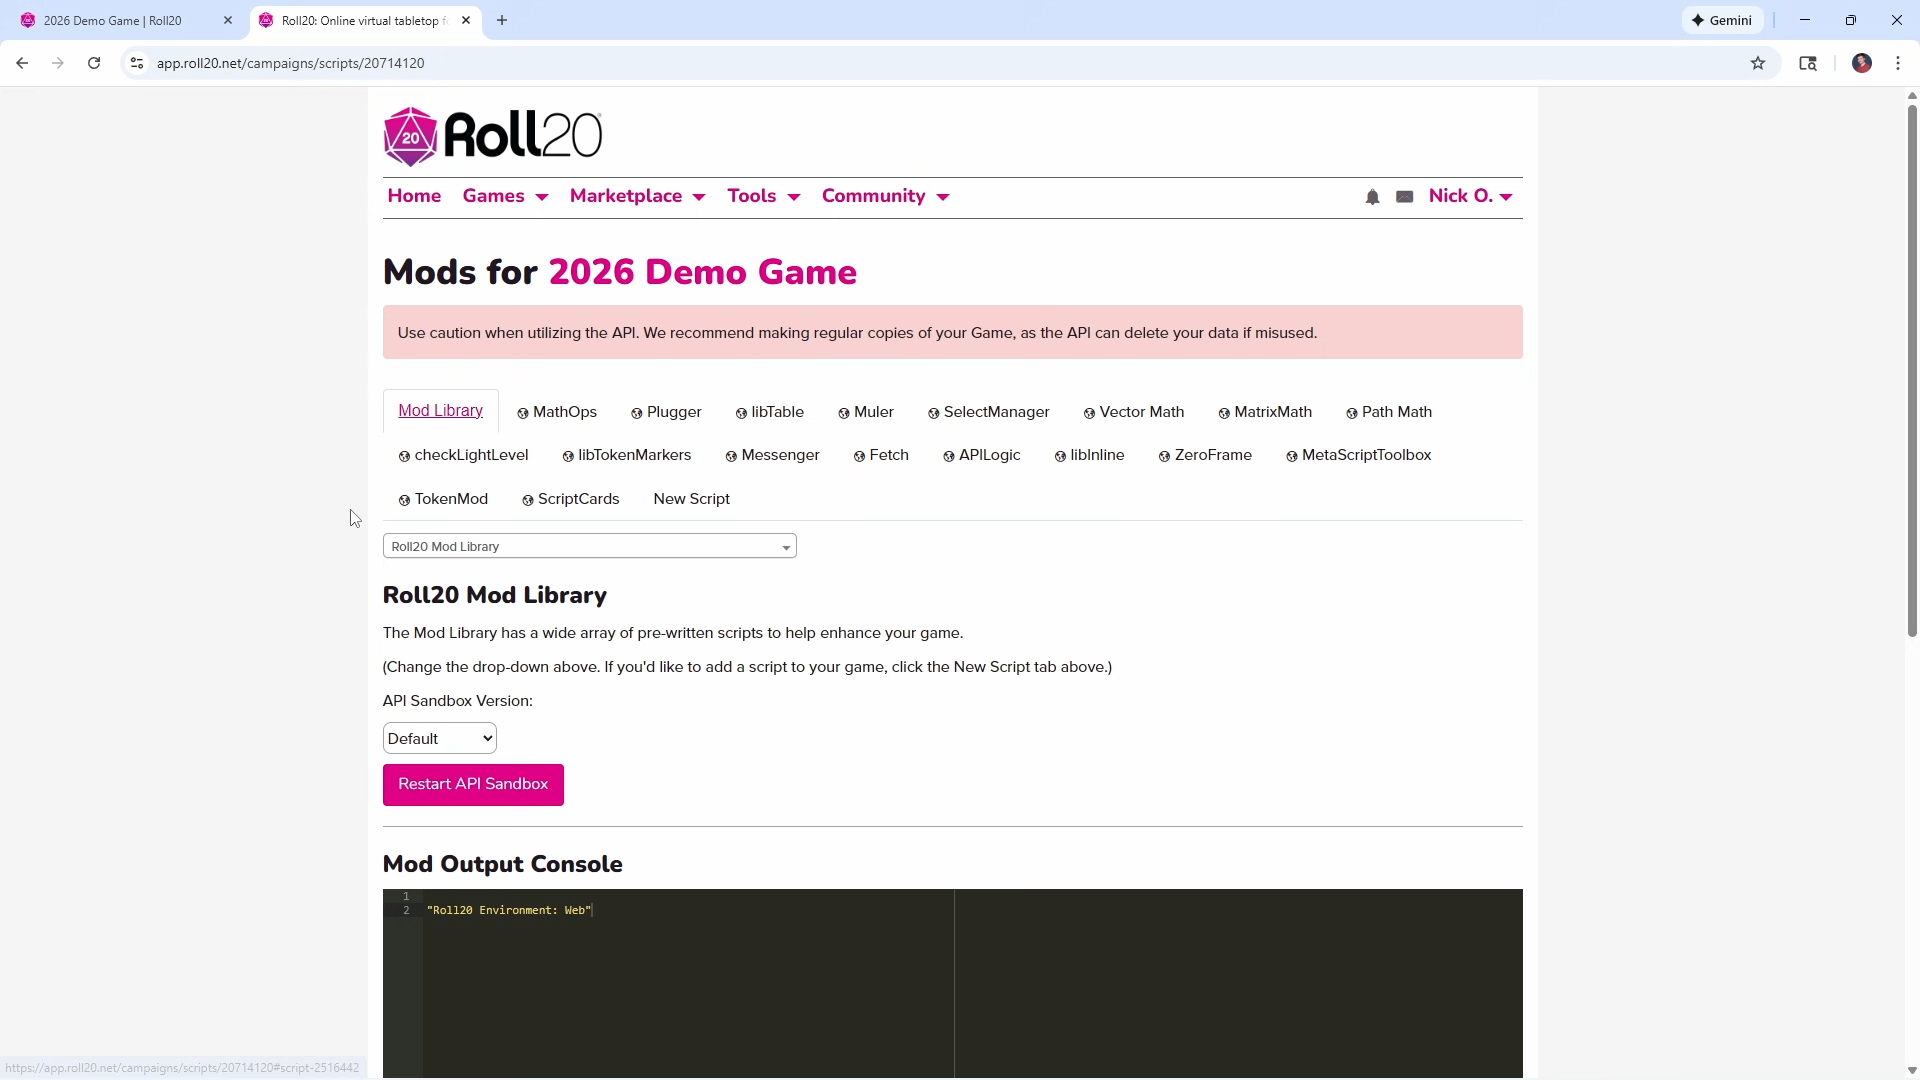 2026 Demo Game | Roll20
Roll20: Online virtual tabletop f
Gemini
app.roll20.net/campaigns/scripts/20714120
20 Roll20
Home Games Marketplace Tools Community Nick O.
Mods for 2026 Demo Game
Use caution when utilizing the API. We recommend making regular copies of your Game, as the API can delete your data if misused.
Mod Library MathOps Plugger libTable Muler SelectManager Vector Math MatrixMath Path Math
checkLightLevel libTokenMarkers Messenger Fetch APILogic libInline ZeroFrame MetaScriptToolbox
TokenMod ScriptCards New Script
Roll20 Mod Library
Roll20 Mod Library
The Mod Library has a wide array of pre-written scripts to help enhance your game.
(Change the drop-down above. If you'd like to add a script to your game, click the New Script tab above.)
API Sandbox Version:
Default
Restart API Sandbox
Mod Output Console
1
2 "Roll20 Environment: Web"
https://app.roll20.net/campaigns/scripts/20714120#script-2516442